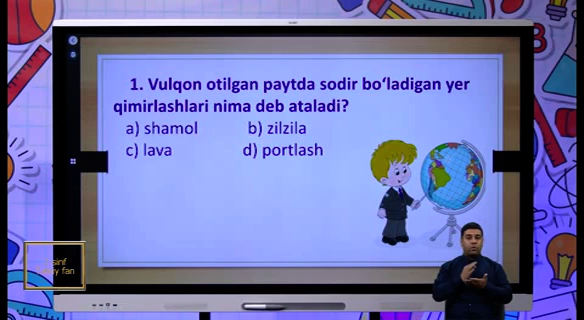 1. Vulqon otilgan paytda sodir bo‘ladigan yer
qimirlashlari nima deb ataladi?
a) shamol b) zilzila
c) lava d) portlash
sinf
fan